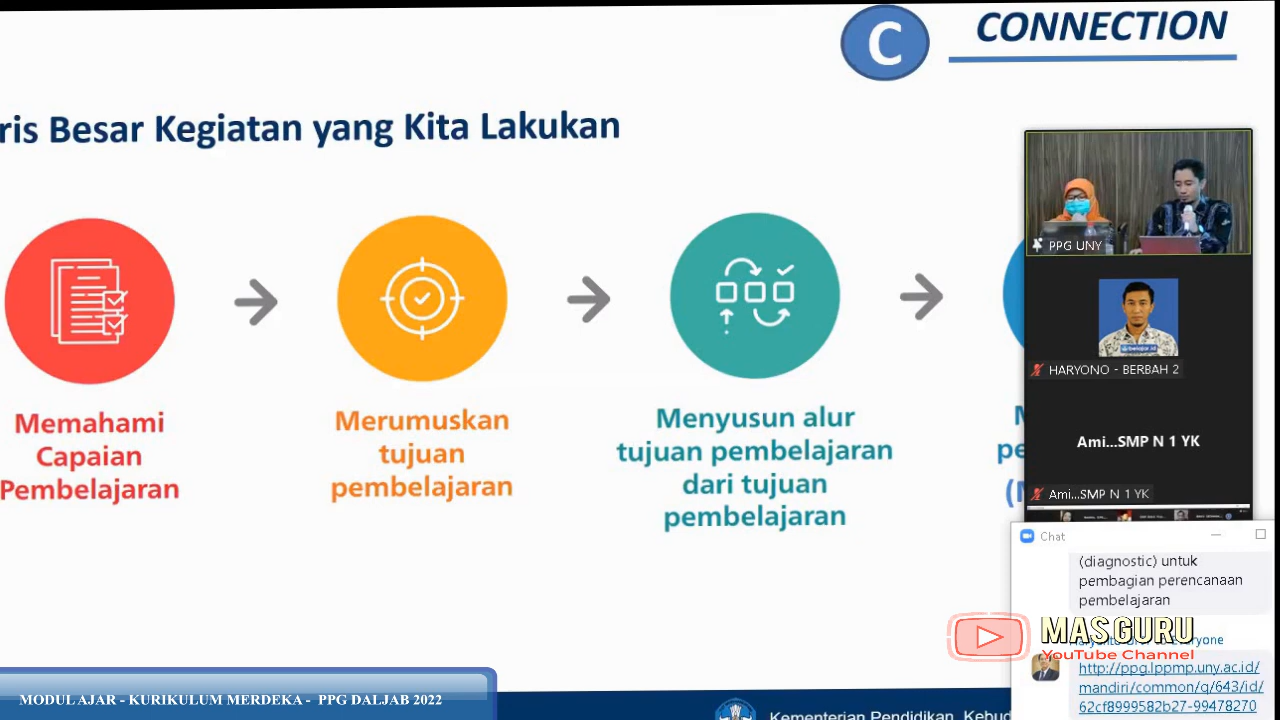 C
CONNECTION
ris Besar Kegiatan yang Kita Lakukan
Memahami
Capaian
Pembelajaran
Merumuskan
tujuan
pembelajaran
Menyusun alur
tujuan pembelajaran
dari tujuan
pembelajaran
PPG UNY
HARYONO - BERBAH 2
Ami...SMP N 1 YK
Ami...SMP N 1 YK
Chat
(diagnostic) untuk
pembagian perencanaan
pembelajaran
MAS GURU
YouTube Channel
http://ppg.lppmp.uny.ac.id/
mandiri/common/q/643/id/
62cf8999582b27-99478270
MODUL AJAR - KURIKULUM MERDEKA - PPG DALJAB 2022
Kementerian Pendidikan, Kebud